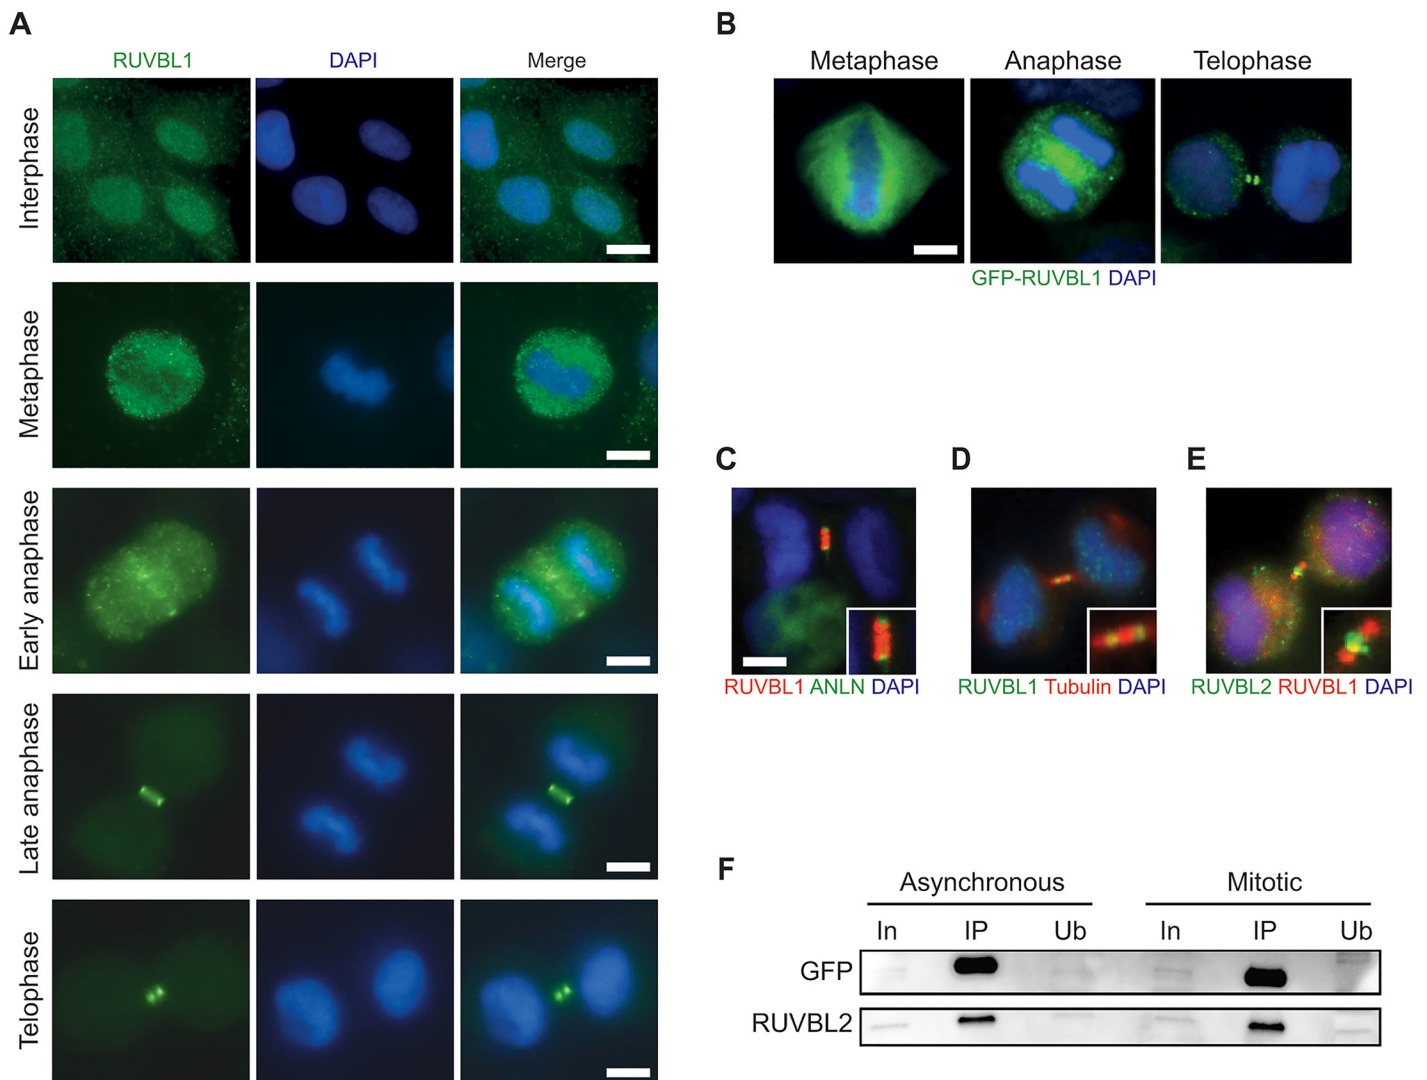 A
RUVBL1 DAPI Merge
Interphase
Metaphase
Early anaphase
Late anaphase
Telophase
B
Metaphase Anaphase Telophase
GFP-RUVBL1 DAPI
C D E
RUVBL1 ANLN DAPI
RUVBL1 Tubulin DAPI
RUVBL2 RUVBL1 DAPI
F
Asynchronous Mitotic
In IP Ub In IP Ub
GFP
RUVBL2